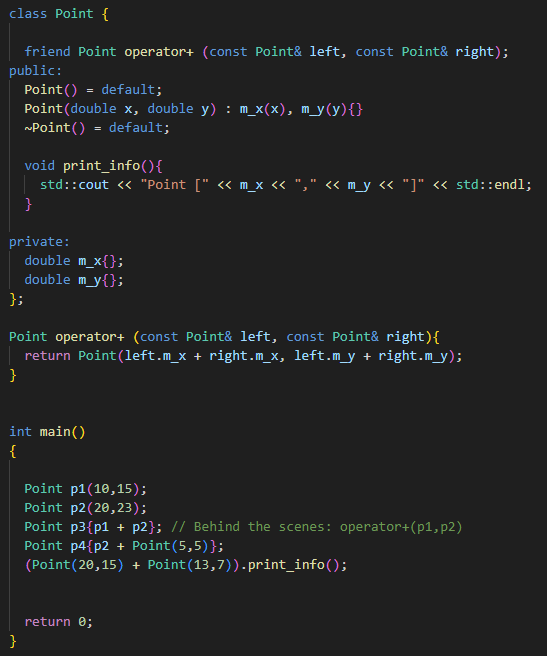 class Point {
friend Point operator+ (const Point& left, const Point& right);
public:
Point() = default;
Point(double x, double y) : m_x(x), m_y(y){}
~Point() = default;
void print_info(){
std::cout << "Point [" << m_x << "," << m_y << "]" << std::endl;
}
private:
double m_x{};
double m_y{};
};
Point operator+ (const Point& left, const Point& right){
return Point(left.m_x + right.m_x, left.m_y + right.m_y);
}
int main()
{
Point p1(10,15);
Point p2(20,23);
Point p3{p1 + p2}; // Behind the scenes: operator+(p1,p2)
Point p4{p2 + Point(5,5)};
(Point(20,15) + Point(13,7)).print_info();
return 0;
}